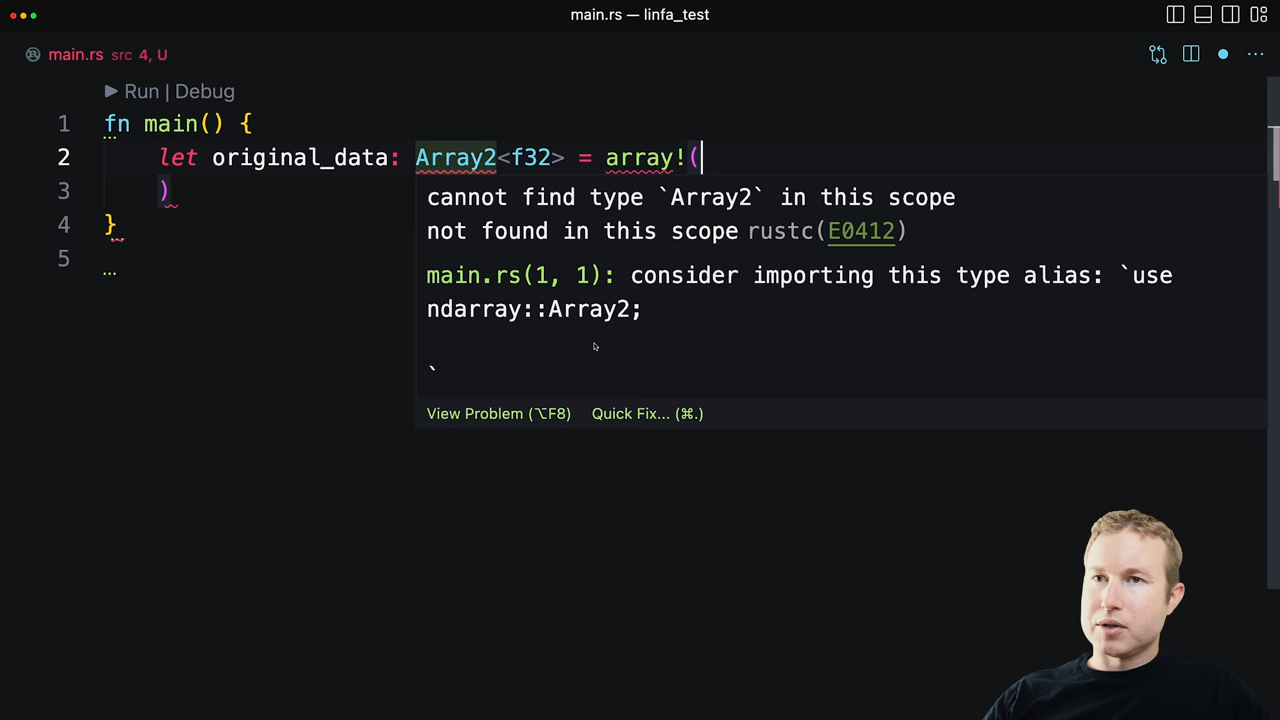 main.rs — linfa_test
main.rs src 4, U
Run | Debug
1 fn main() {
2 let original_data: Array2<f32> = array!(
3 )
4 }
5
cannot find type `Array2` in this scope
not found in this scope rustc(E0412)
main.rs(1, 1): consider importing this type alias: `use
ndarray::Array2;
`
View Problem (⌥F8) Quick Fix... (⌘.)